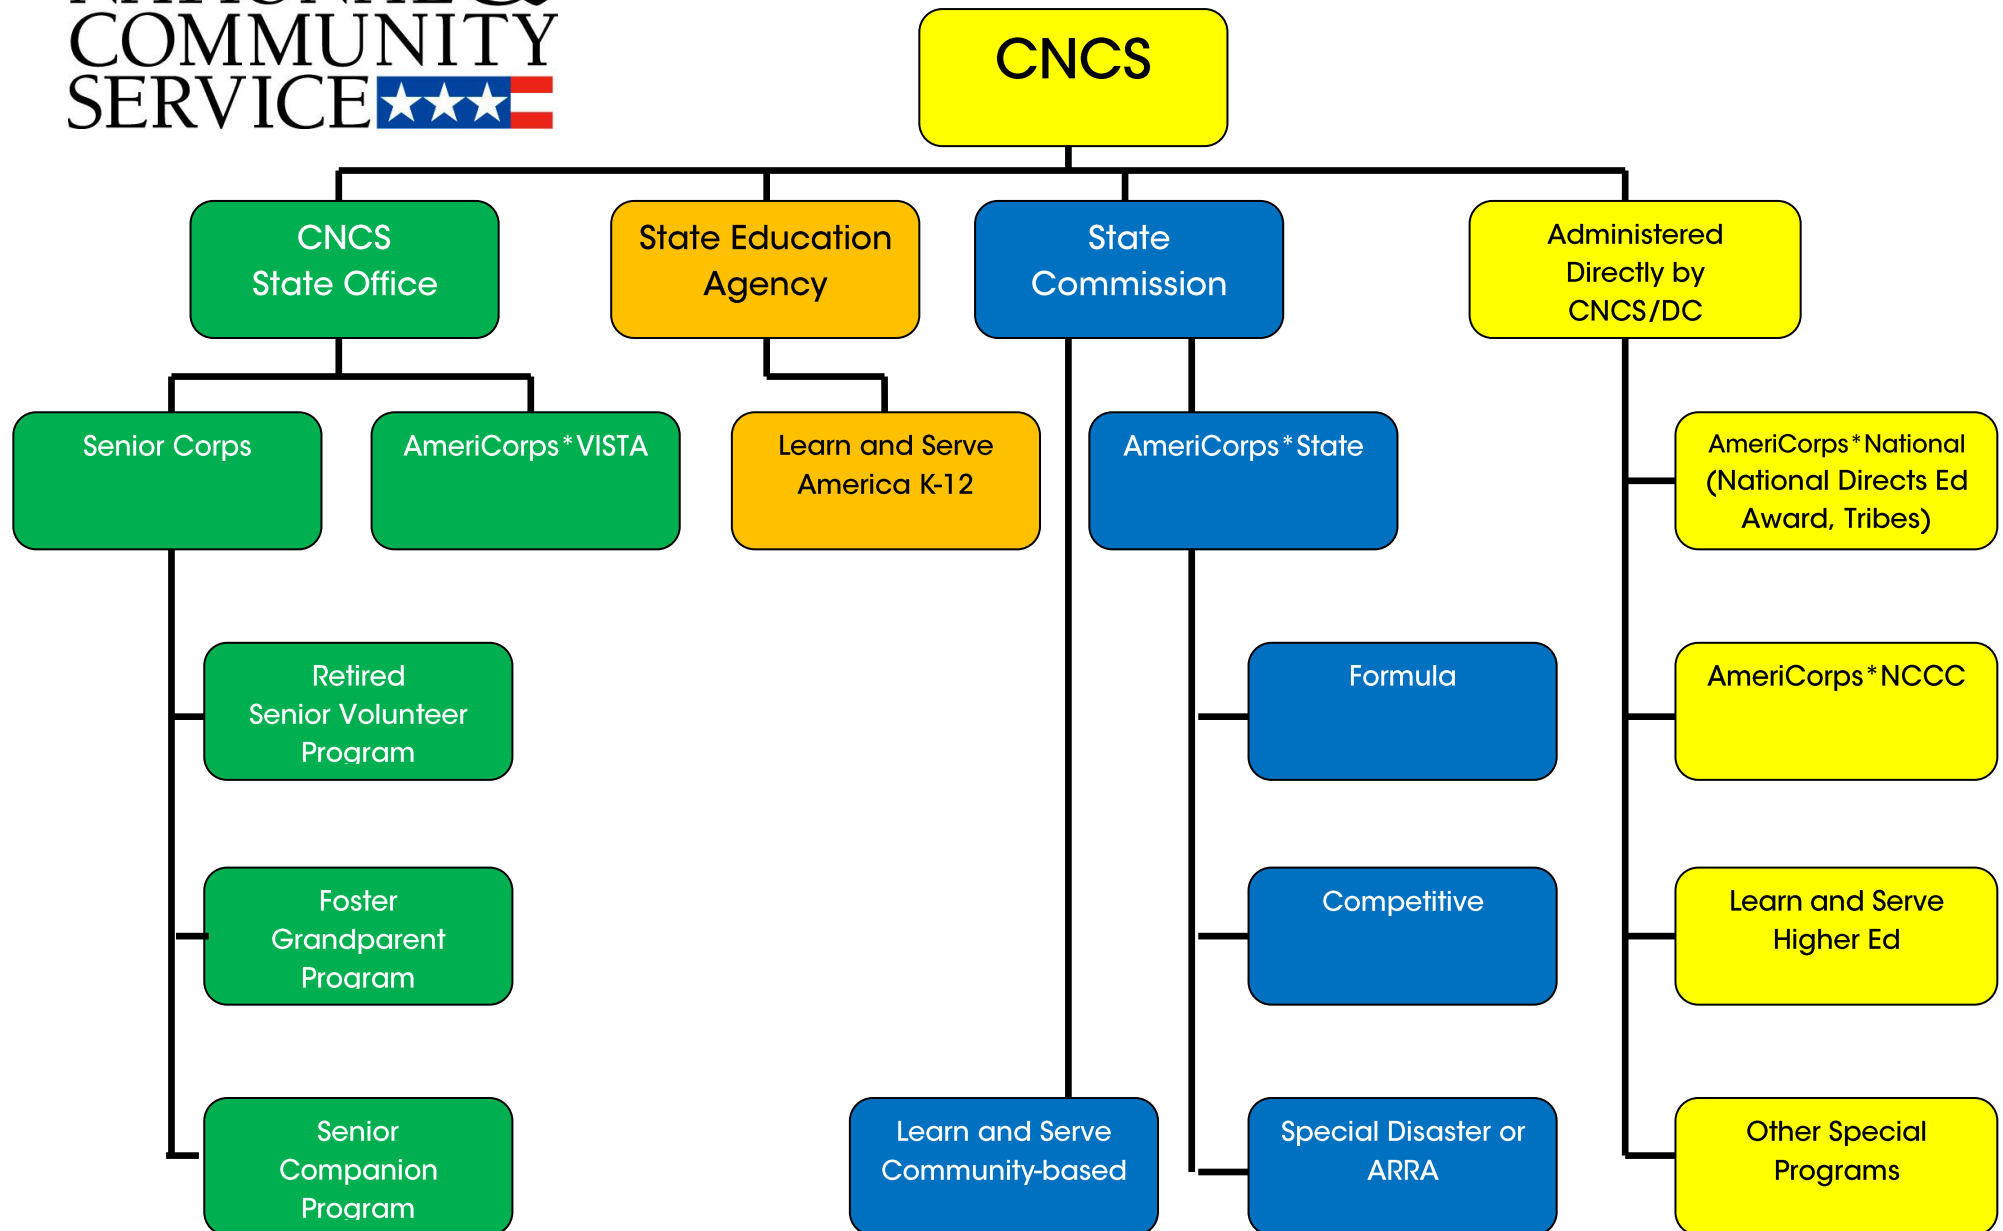 NATIONAL &
COMMUNITY
SERVICE
CNCS
CNCS
State Office
State Education
Agency
State
Commission
Administered
Directly by
CNCS/DC
Senior Corps
AmeriCorps*VISTA
Learn and Serve
America K-12
AmeriCorps*State
AmeriCorps*National
(National Directs Ed
Award, Tribes)
Retired
Senior Volunteer
Program
Formula
AmeriCorps*NCCC
Foster
Grandparent
Program
Competitive
Learn and Serve
Higher Ed
Senior
Companion
Program
Learn and Serve
Community-based
Special Disaster or
ARRA
Other Special
Programs